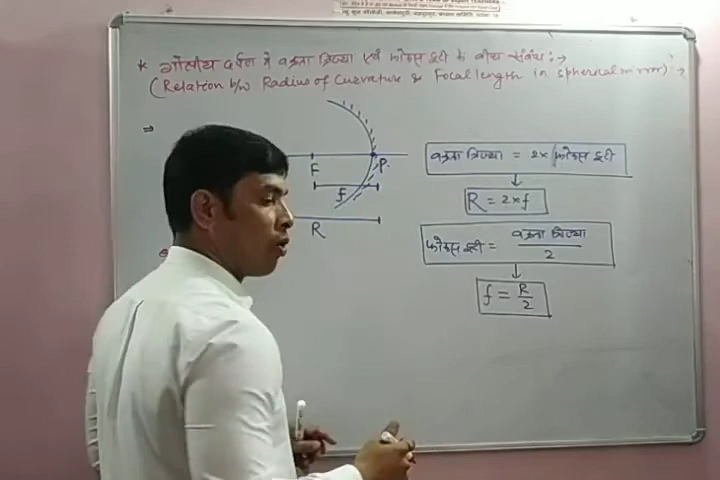 * गोलीय दर्पण में वक्रता त्रिज्या एवं फोकस दूरी के बीच संबंध :→
(Relation b/w Radius of Curvature & Focal length in spherical mirror) :→
⇒
F
P
f
R
वक्रता त्रिज्या = 2× फोकस दूरी
↓
R = 2×f
फोकस दूरी = वक्रता त्रिज्या / 2
↓
f = R / 2